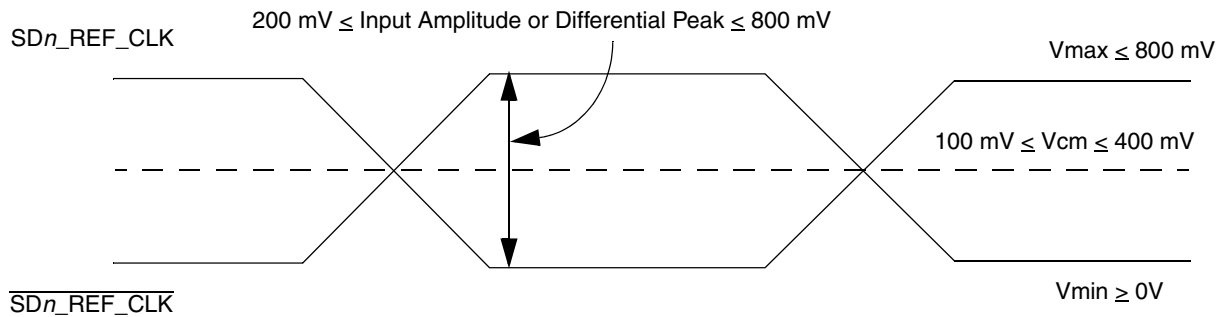 200 mV ≤ Input Amplitude or Differential Peak ≤ 800 mV
SDn_REF_CLK
Vmax ≤ 800 mV
100 mV ≤ Vcm ≤ 400 mV
SDn_REF_CLK
Vmin ≥ 0V